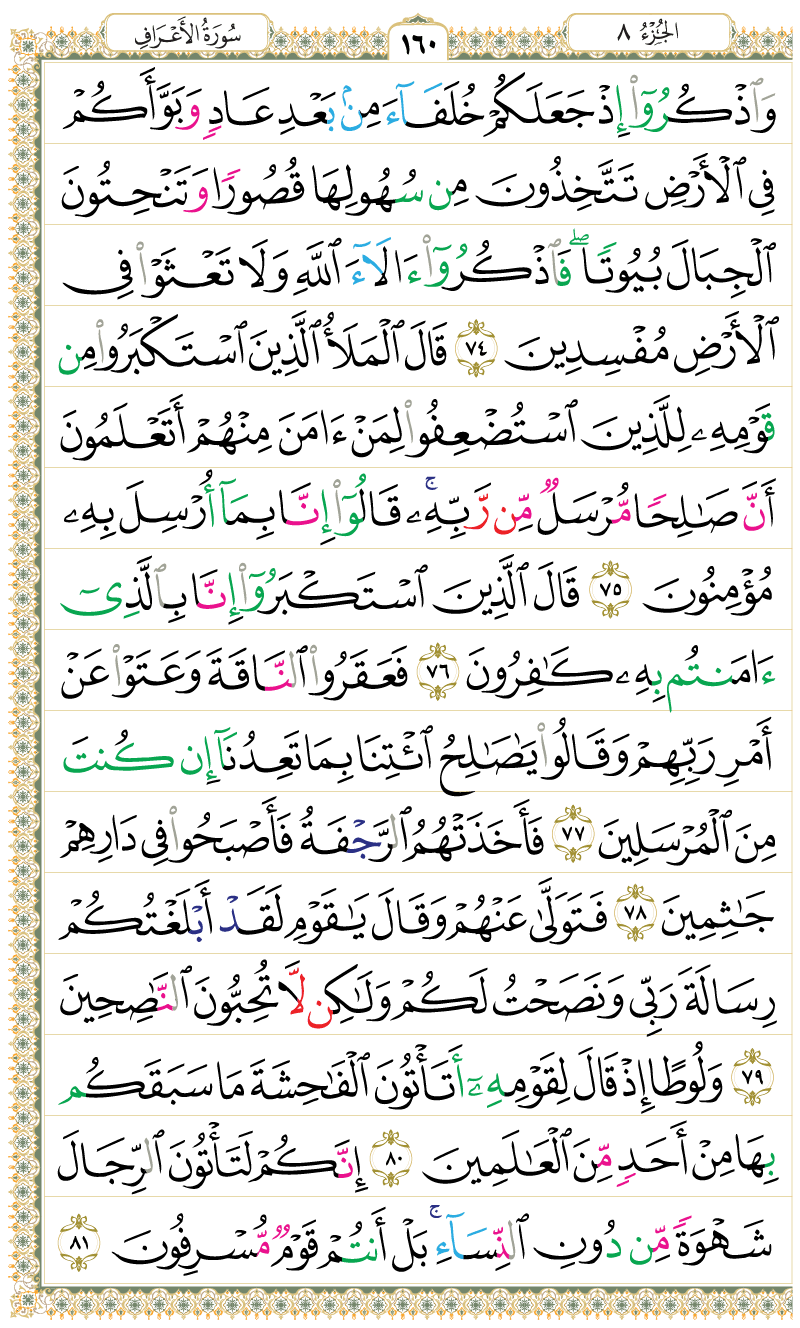 الجُزْءُ ٨
١٦٠
سُورَةُ الأَعْرَافِ
وَٱذۡكُرُوٓاْ إِذۡ جَعَلَكُمۡ خُلَفَآءَ مِنۢ بَعۡدِ عَادٖ وَبَوَّأَكُمۡ
فِي ٱلۡأَرۡضِ تَتَّخِذُونَ مِن سُهُولِهَا قُصُورٗا وَتَنۡحِتُونَ
ٱلۡجِبَالَ بُيُوتٗاۖ فَٱذۡكُرُوٓاْ ءَالَآءَ ٱللَّهِ وَلَا تَعۡثَوۡاْ فِي
ٱلۡأَرۡضِ مُفۡسِدِينَ ٧٤ قَالَ ٱلۡمَلَأُ ٱلَّذِينَ ٱسۡتَكۡبَرُواْ مِن
قَوۡمِهِۦ لِلَّذِينَ ٱسۡتُضۡعِفُواْ لِمَنۡ ءَامَنَ مِنۡهُمۡ أَتَعۡلَمُونَ
أَنَّ صَٰلِحٗا مُّرۡسَلٞ مِّن رَّبِّهِۦۚ قَالُوٓاْ إِنَّا بِمَآ أُرۡسِلَ بِهِۦ
مُؤۡمِنُونَ ٧٥ قَالَ ٱلَّذِينَ ٱسۡتَكۡبَرُوٓاْ إِنَّا بِٱلَّذِيٓ
ءَامَنتُم بِهِۦ كَٰفِرُونَ ٧٦ فَعَقَرُواْ ٱلنَّاقَةَ وَعَتَوۡاْ عَنۡ
أَمۡرِ رَبِّهِمۡ وَقَالُواْ يَٰصَٰلِحُ ٱئۡتِنَا بِمَا تَعِدُنَآ إِن كُنتَ
مِنَ ٱلۡمُرۡسَلِينَ ٧٧ فَأَخَذَتۡهُمُ ٱلرَّجۡفَةُ فَأَصۡبَحُواْ فِي دَارِهِمۡ
جَٰثِمِينَ ٧٨ فَتَوَلَّىٰ عَنۡهُمۡ وَقَالَ يَٰقَوۡمِ لَقَدۡ أَبۡلَغۡتُكُمۡ
رِسَالَةَ رَبِّي وَنَصَحۡتُ لَكُمۡ وَلَٰكِن لَّا تُحِبُّونَ ٱلنَّٰصِحِينَ
٧٩ وَلُوطًا إِذۡ قَالَ لِقَوۡمِهِۦٓ أَتَأۡتُونَ ٱلۡفَٰحِشَةَ مَا سَبَقَكُم
بِهَا مِنۡ أَحَدٖ مِّنَ ٱلۡعَٰلَمِينَ ٨٠ إِنَّكُمۡ لَتَأۡتُونَ ٱلرِّجَالَ
شَهۡوَةٗ مِّن دُونِ ٱلنِّسَآءِۚ بَلۡ أَنتُمۡ قَوۡمٞ مُّسۡرِفُونَ ٨١